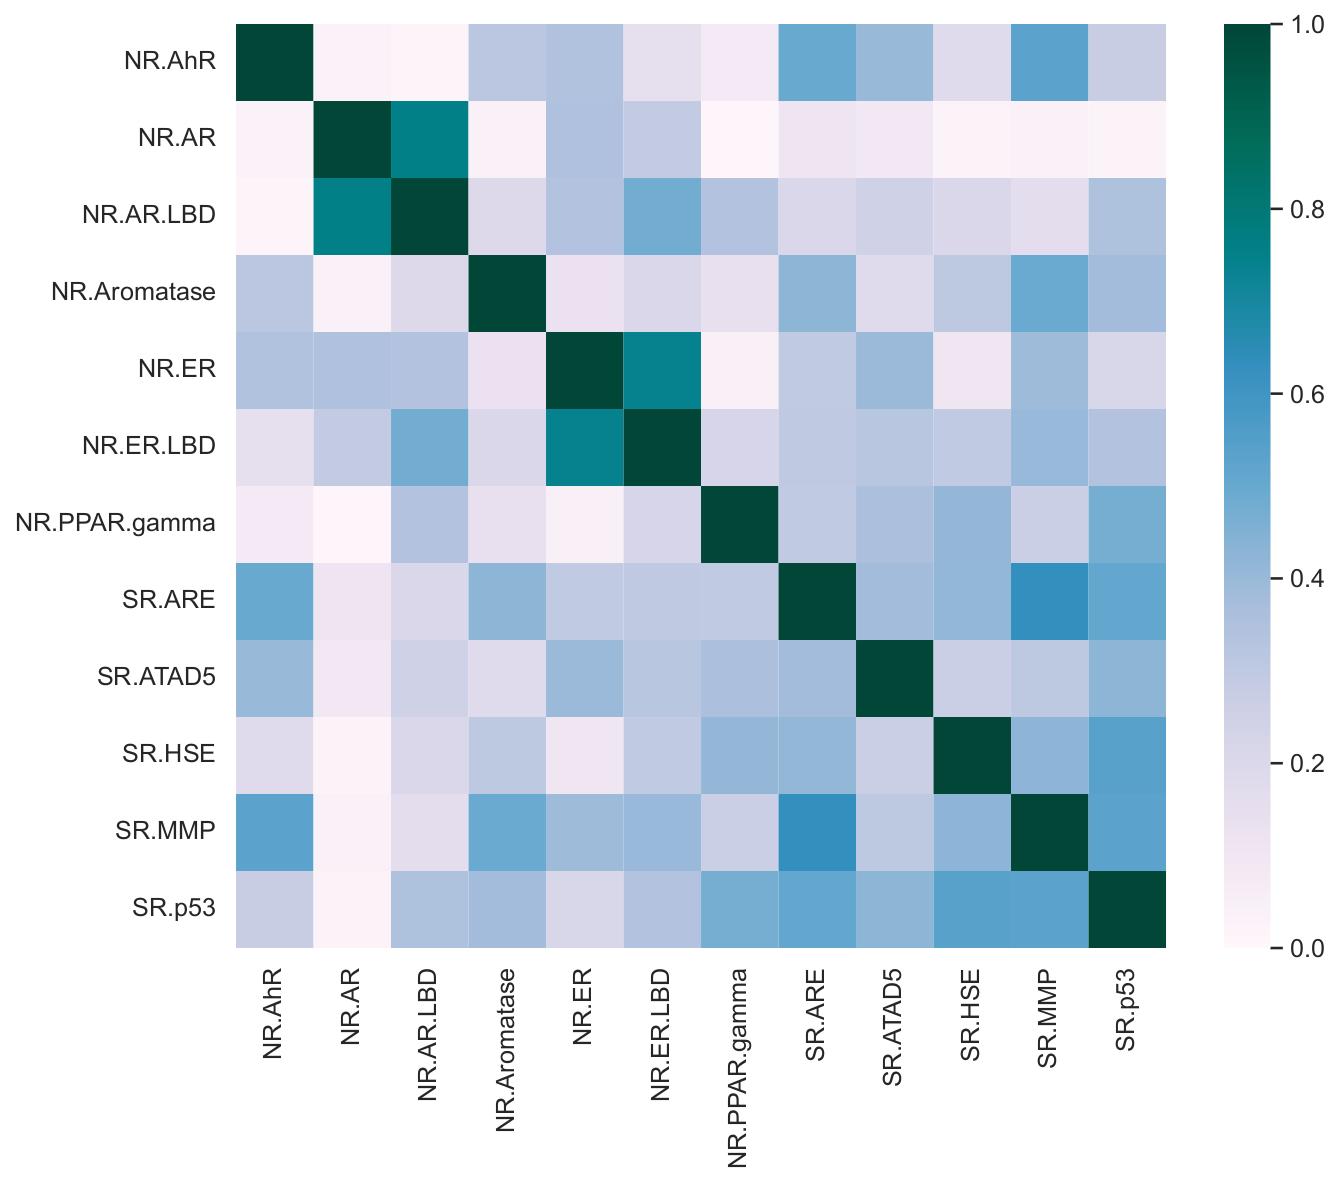 NR.AhR
NR.AR
NR.AR.LBD
NR.Aromatase
NR.ER
NR.ER.LBD
NR.PPAR.gamma
SR.ARE
SR.ATAD5
SR.HSE
SR.MMP
SR.p53
NR.AhR
NR.AR
NR.AR.LBD
NR.Aromatase
NR.ER
NR.ER.LBD
NR.PPAR.gamma
SR.ARE
SR.ATAD5
SR.HSE
SR.MMP
SR.p53
1.0
0.8
0.6
0.4
0.2
0.0